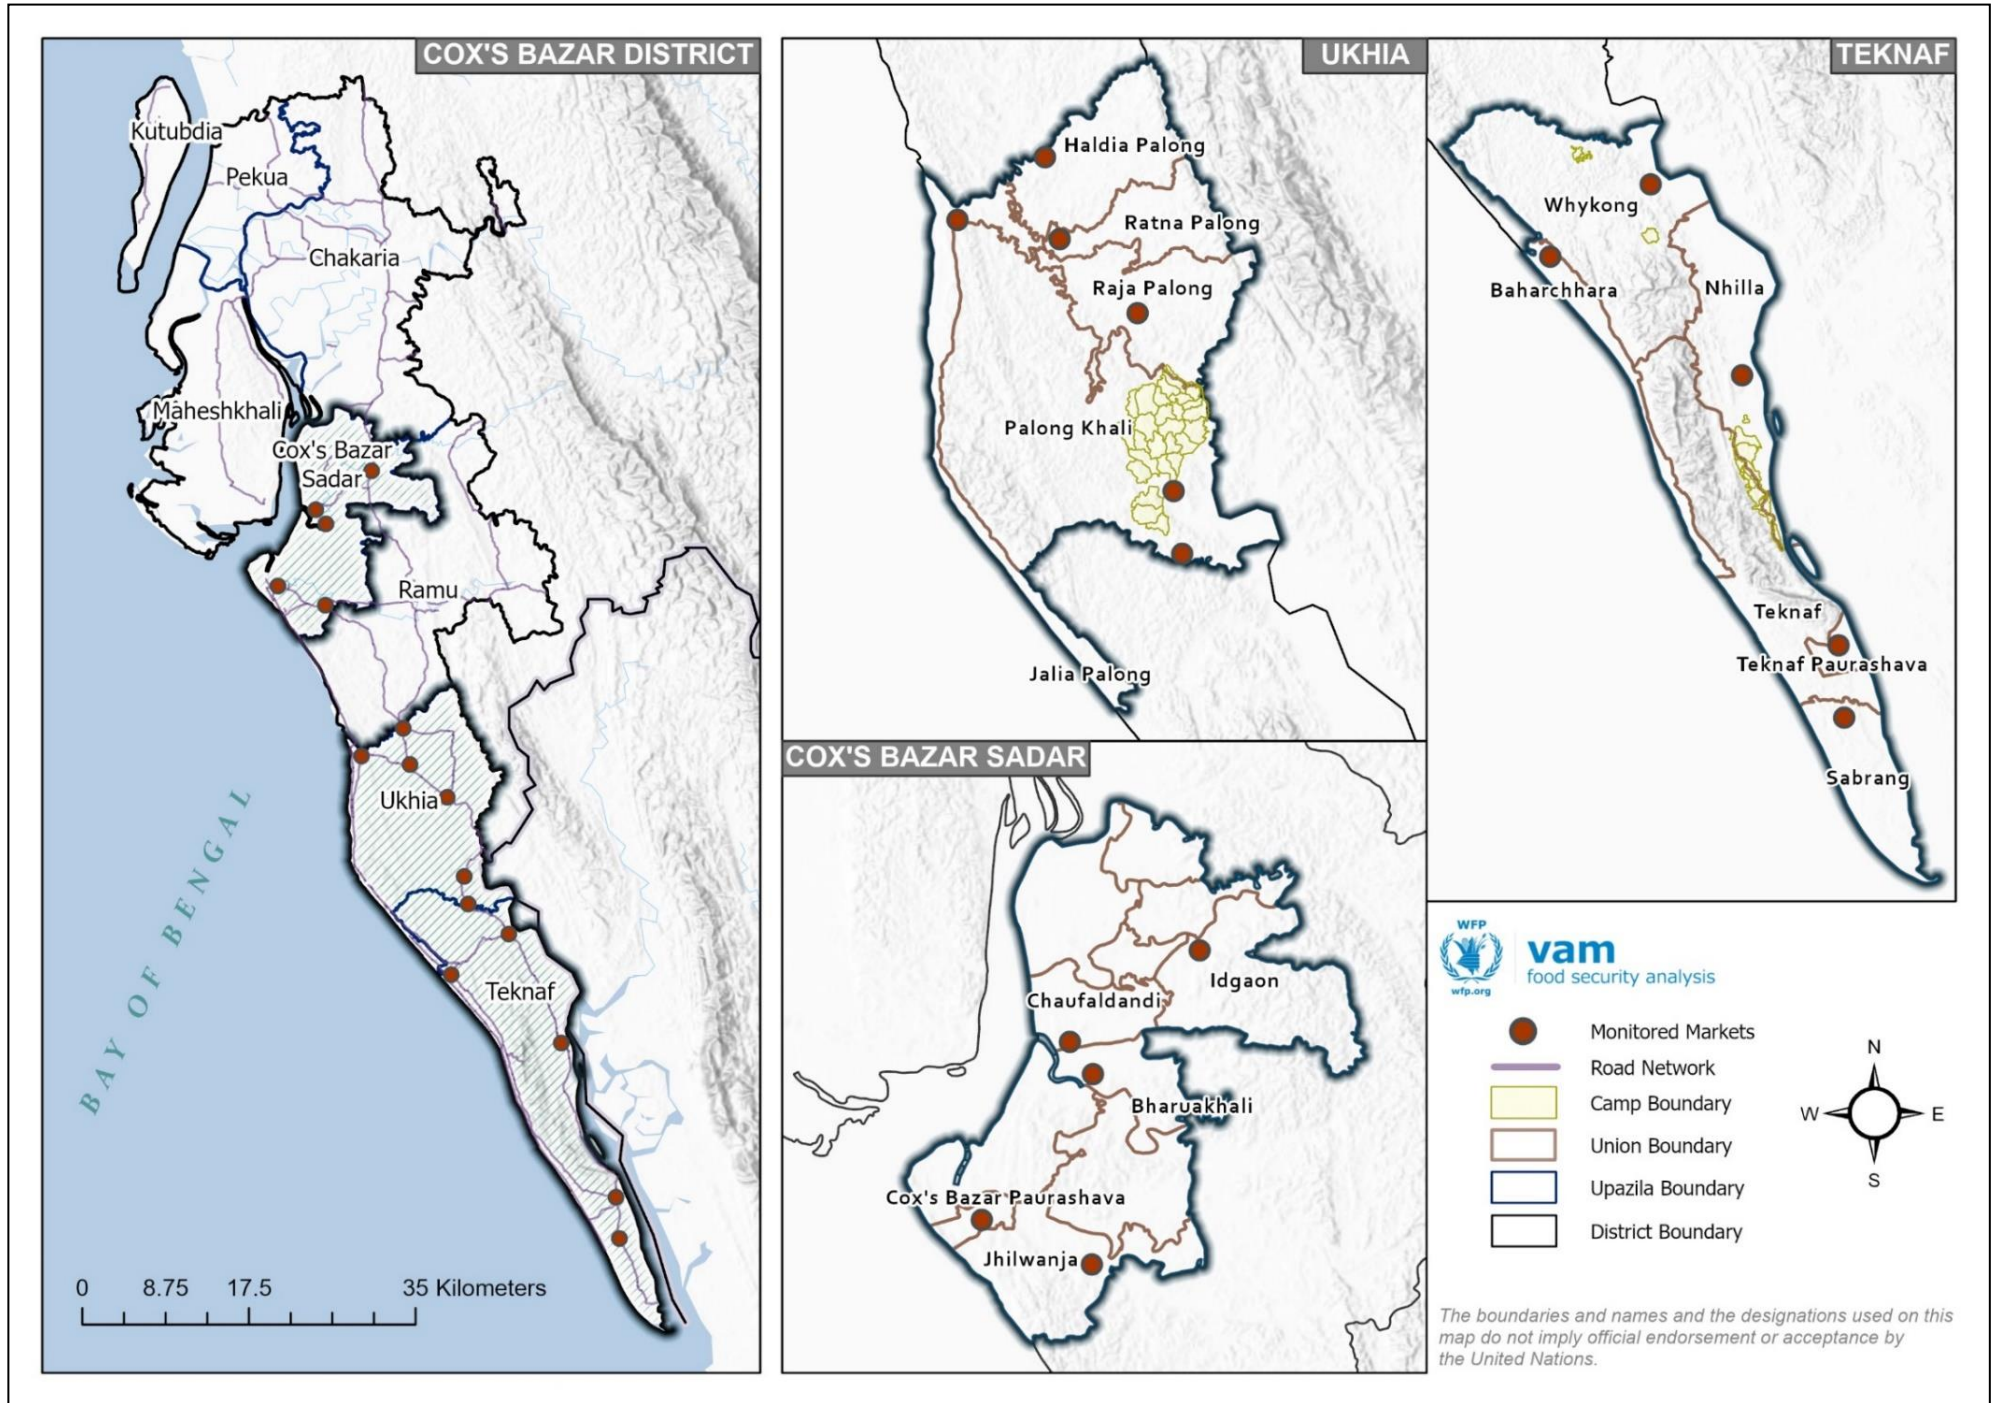 COX'S BAZAR DISTRICT
Kutubdia
Pekua
Chakaria
Maheshkhali
Cox's Bazar
Sadar
Ramu
Ukhia
Teknaf
BAY OF BENGAL
0 8.75 17.5 35 Kilometers
UKHIA
Haldia Palong
Ratna Palong
Raja Palong
Palong Khali
Jalia Palong
TEKNAF
Whykong
Baharchhara
Nhilla
Teknaf
Teknaf Paurashava
Sabrang
COX'S BAZAR SADAR
Idgaon
Chaufaldandi
Bharuakhali
Cox's Bazar Paurashava
Jhilwanja
WFP
wfp.org
vam
food security analysis
Monitored Markets
Road Network
Camp Boundary
Union Boundary
Upazila Boundary
District Boundary
N
W E
S
The boundaries and names and the designations used on this
map do not imply official endorsement or acceptance by
the United Nations.